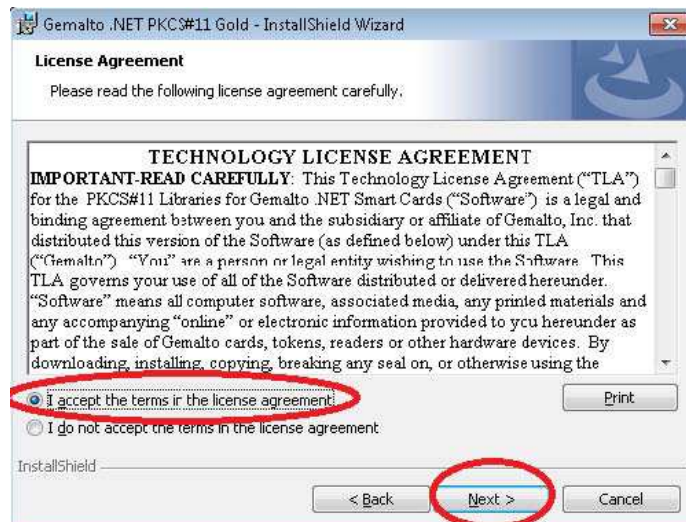 Gemalto .NET PKCS#11 Gold - InstallShield Wizard
License Agreement
Please read the following license agreement carefully.
TECHNOLOGY LICENSE AGREEMENT
IMPORTANT-READ CAREFULLY: This Technology License Agreement (“TLA”)
for the PKCS#11 Libraries for Gemalto .NET Smart Cards (“Software”) is a legal and
binding agreement between you and the subsidiary or affiliate of Gemalto, Inc. that
distributed this version of the Software (as defined below) under this TLA
(“Gemalto”) “You” are a person or legal entity wishing to use the Software. This
TLA governs your use of all of the Software distributed or delivered hereunder.
“Software” means all computer software, associated media, any printed materials and
any accompanying “online” or electronic information provided to you hereunder as
part of the sale of Gemalto cards, tokens, readers or other hardware devices. By
downloading, installing, copying, breaking any seal on, or otherwise using the
I accept the terms in the license agreement
Print
I do not accept the terms in the license agreement
InstallShield
< Back
Next >
Cancel